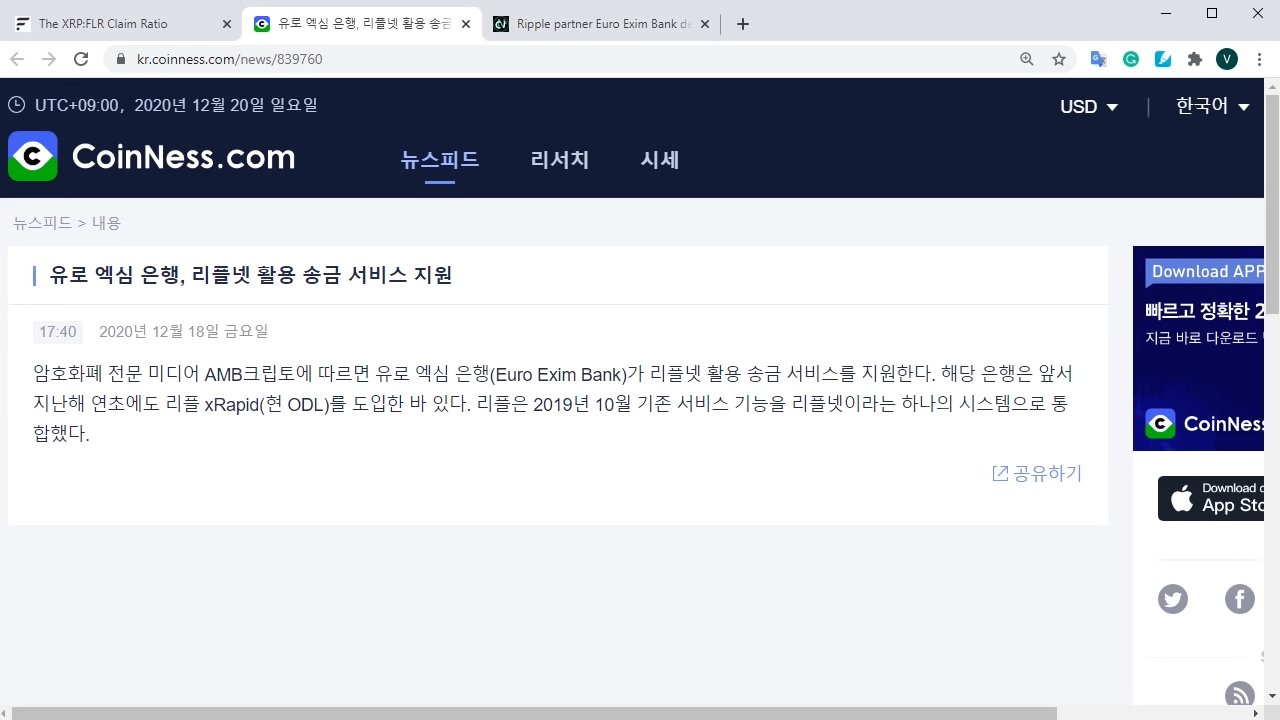 The XRP:FLR Claim Ratio
유로 엑심 은행, 리플넷 활용 송금
Ripple partner Euro Exim Bank de
kr.coinness.com/news/839760
V
UTC+09:00, 2020년 12월 20일 일요일
USD
한국어
CoinNess.com
뉴스피드
리서치
시세
뉴스피드 > 내용
유로 엑심 은행, 리플넷 활용 송금 서비스 지원
17:40
2020년 12월 18일 금요일
암호화폐 전문 미디어 AMB크립토에 따르면 유로 엑심 은행(Euro Exim Bank)가 리플넷 활용 송금 서비스를 지원한다. 해당 은행은 앞서
지난해 연초에도 리플 xRapid(현 ODL)를 도입한 바 있다. 리플은 2019년 10월 기존 서비스 기능을 리플넷이라는 하나의 시스템으로 통
합했다.
공유하기
Download APP
빠르고 정확한 2
지금 바로 다운로드
CoinNess
Download o
App Sto